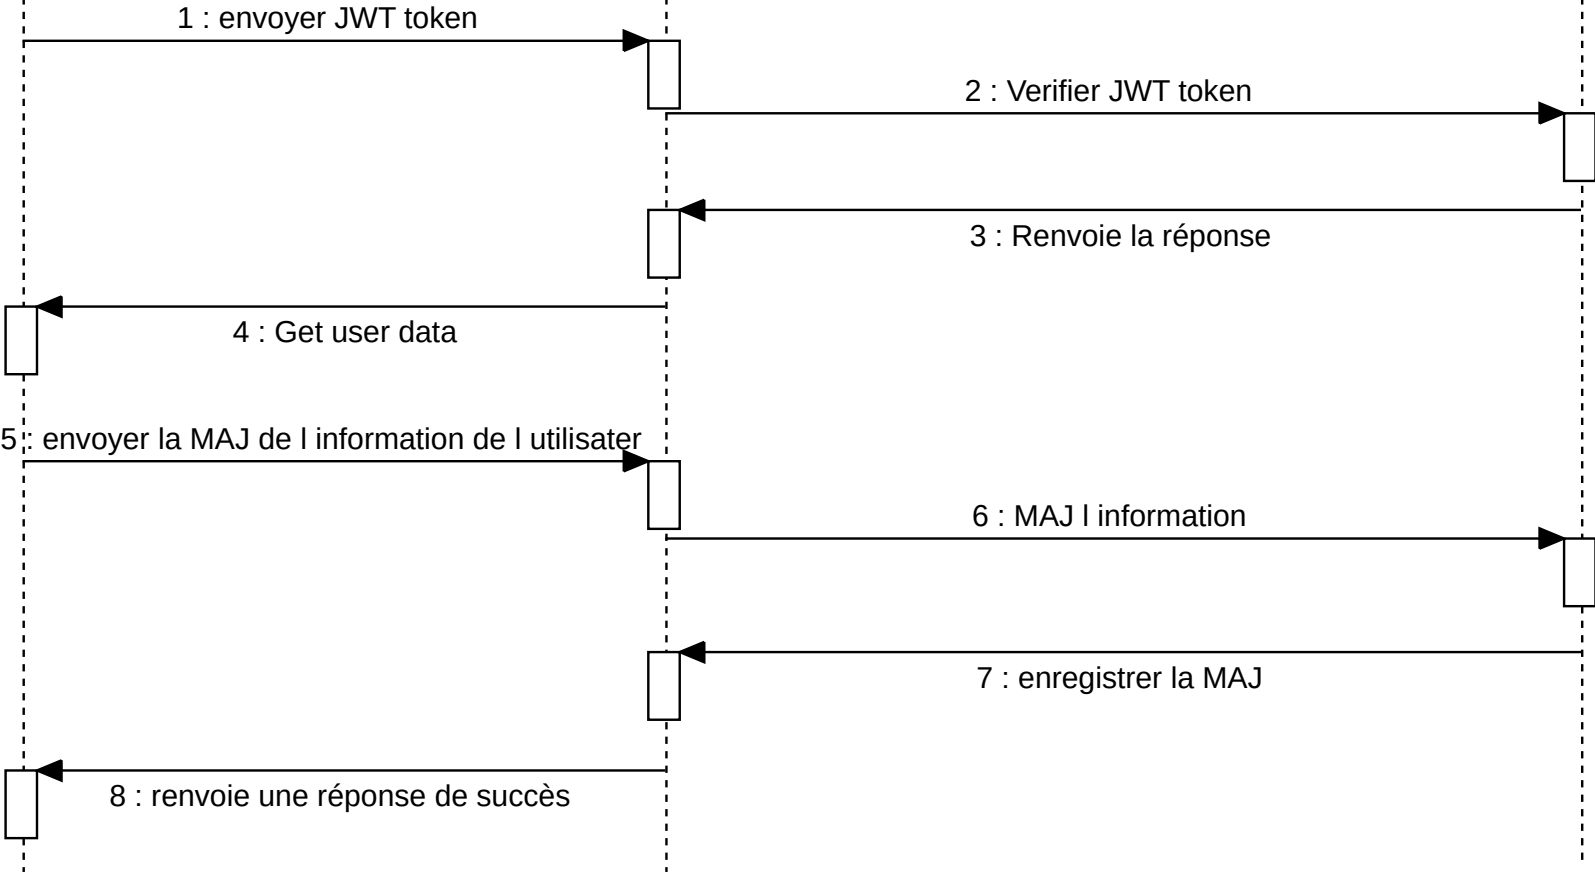 1 : envoyer JWT token
2 : Verifier JWT token
3 : Renvoie la réponse
4 : Get user data
5 : envoyer la MAJ de l information de l utilisater
6 : MAJ l information
7 : enregistrer la MAJ
8 : renvoie une réponse de succès